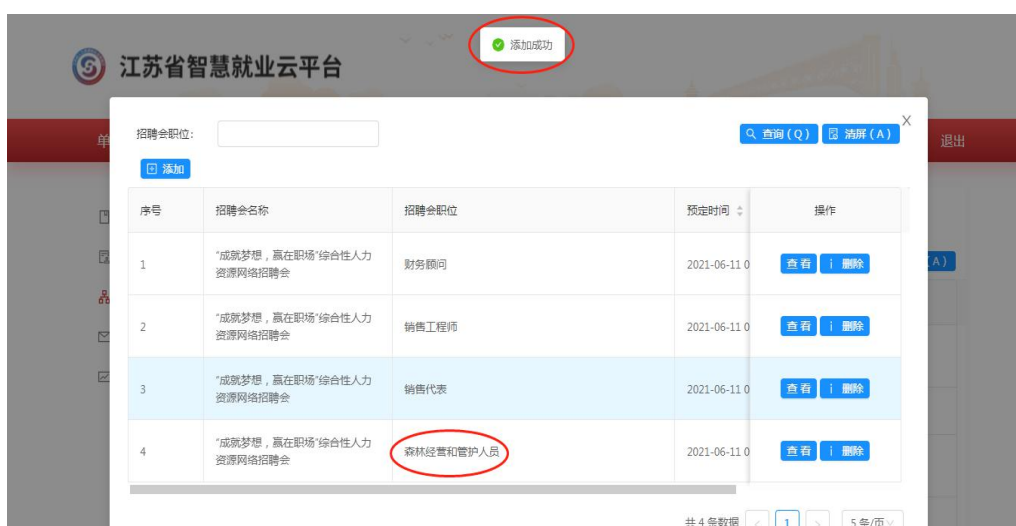 添加成功
江苏省智慧就业云平台
单
退出
招聘会职位:
查询(Q)
清屏(A)
X
添加
序号 招聘会名称 招聘会职位 预定时间 操作
1 “成就梦想，赢在职场”综合性人力 财务顾问 2021-06-11 0 查看 删除
资源网络招聘会
2 “成就梦想，赢在职场”综合性人力 销售工程师 2021-06-11 0 查看 删除
资源网络招聘会
3 “成就梦想，赢在职场”综合性人力 销售代表 2021-06-11 0 查看 删除
资源网络招聘会
4 “成就梦想，赢在职场”综合性人力 森林经营和管护人员 2021-06-11 0 查看 删除
资源网络招聘会
(A)
共 4 条数据 < 1 > 5 条/页